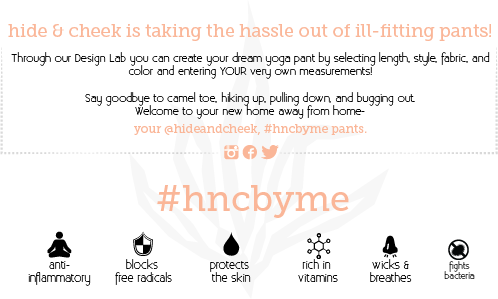 hide & cheek is taking the hassle out of ill-fitting pants!
Through our Design Lab you can create your dream yoga pant by selecting length, style, fabric, and
color and entering YOUR very own measurements!
Say goodbye to camel toe, hiking up, pulling down, and bugging out.
Welcome to your new home away from home-
your @hideandcheek, #hncbyme pants.
#hncbyme
anti-
inflammatory
blocks
free radicals
protects
the skin
rich in
vitamins
wicks &
breathes
fights
bacteria